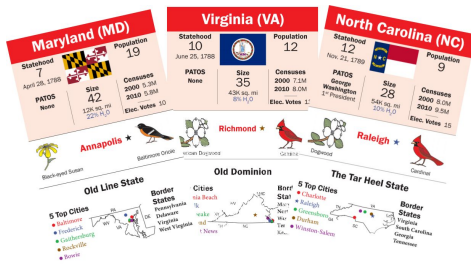 Maryland (MD)
Statehood
7
April 28, 1788
Population
19
PATOS
None
Size
42
12K sq. mi
22% H₂O
Censuses
2000 5.3M
2010 5.8M
Elec. Votes 10
Annapolis
Black-eyed Susan
Baltimore Oriole
Old Line State
5 Top Cities
Baltimore
Frederick
Gaithersburg
Rockville
Bowie
PA
DE
Border
States
Pennsylvania
Delaware
Virginia
West Virginia
Virginia (VA)
Statehood
10
June 25, 1788
Population
12
PATOS
None
Size
35
43K sq. mi
8% H₂O
Censuses
2000 7.1M
2010 8.0M
Elec. Votes
Richmond
Dogwood
Old Dominion
Cities
ia Beach
k
ake
nd
t News
North Carolina (NC)
Statehood
12
Nov. 21, 1789
Population
9
PATOS
George
Washington
1st President
Size
28
54K sq. mi
10% H₂O
Censuses
2000 8.0M
2010 9.5M
Elec. Votes 15
Raleigh
Dogwood
Cardinal
The Tar Heel State
5 Top Cities
Charlotte
Raleigh
Greensboro
Durham
Winston-Salem
Border
States
Virginia
South Carolina
Georgia
Tennessee